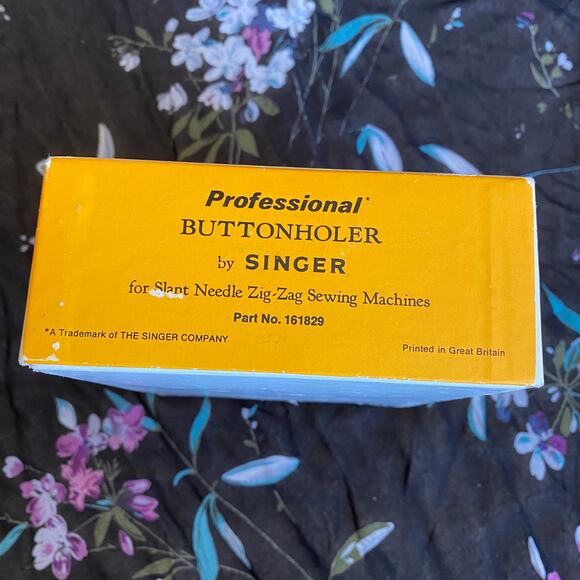 Professional*
BUTTONHOLER
by SINGER
for Slant Needle Zig-Zag Sewing Machines
Part No. 161829
*A Trademark of THE SINGER COMPANY
Printed in Great Britain